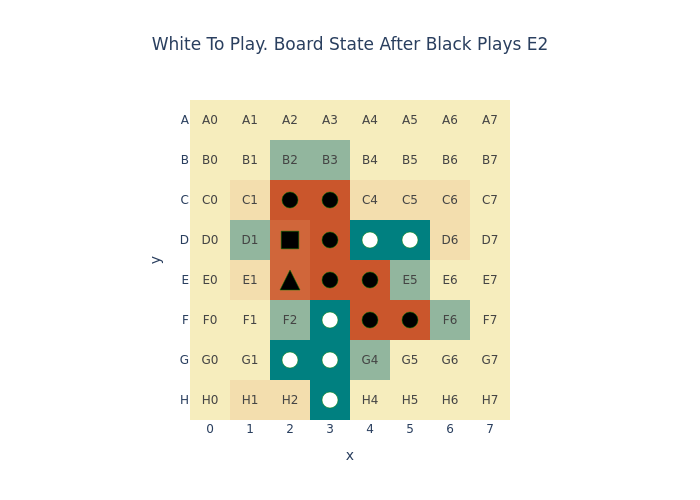 White To Play. Board State After Black Plays E2
A A0 A1 A2 A3 A4 A5 A6 A7
B B0 B1 B2 B3 B4 B5 B6 B7
C C0 C1 C4 C5 C6 C7
D D0 D1 D6 D7
y
E E0 E1 E5 E6 E7
F F0 F1 F2 F6 F7
G G0 G1 G4 G5 G6 G7
H H0 H1 H2 H4 H5 H6 H7
0 1 2 3 4 5 6 7
x